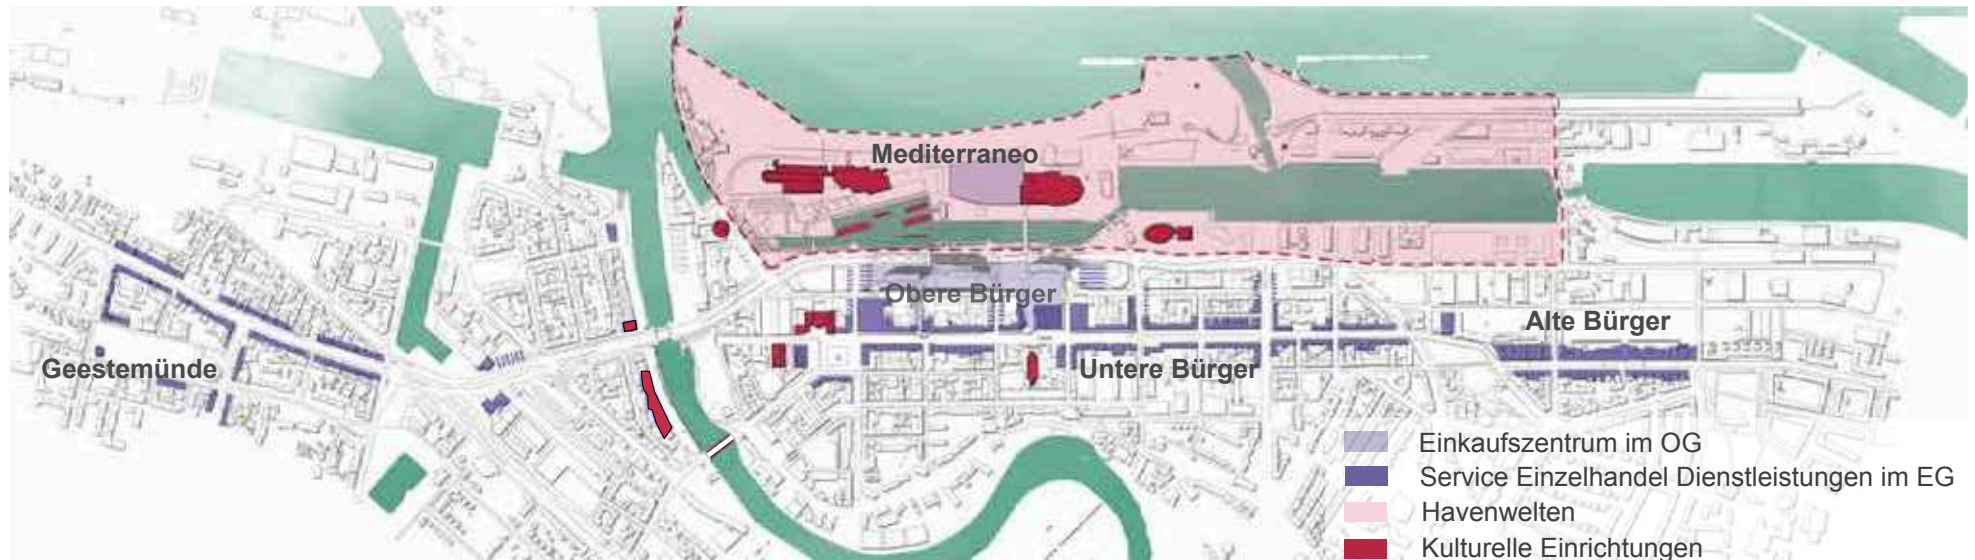 Mediterraneo
Obere Bürger
Alte Bürger
Geestemünde
Untere Bürger
Einkaufszentrum im OG
Service Einzelhandel Dienstleistungen im EG
Havenwelten
Kulturelle Einrichtungen